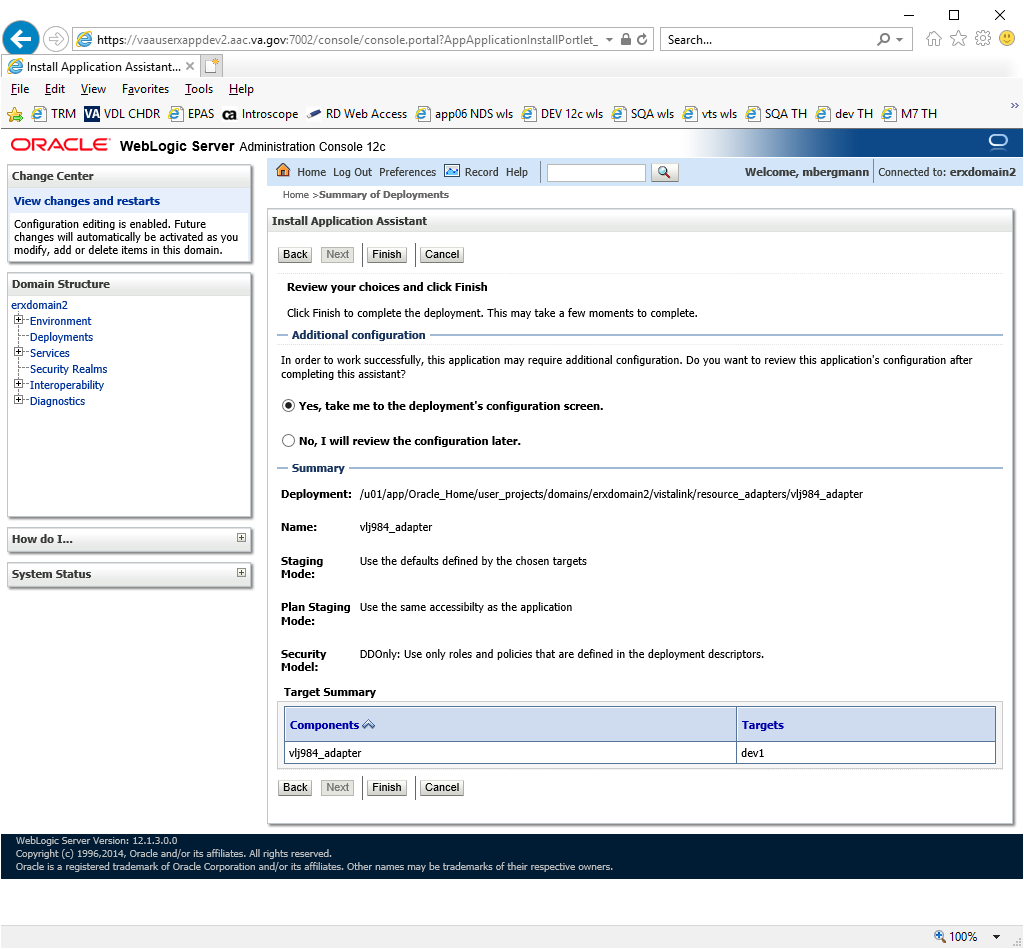 https://vaauserxappdev2.aac.va.gov:7002/console/console.portal?AppApplicationInstallPortlet_
Search...
Install Application Assistant...
File Edit View Favorites Tools Help
TRM VA VDL CHDR EPAS ca Introscope RD Web Access app06 NDS wls DEV 12c wls SQA wls vts wls SQA TH dev TH M7 TH
ORACLE WebLogic Server Administration Console 12c
Change Center
View changes and restarts
Configuration editing is enabled. Future
changes will automatically be activated as you
modify, add or delete items in this domain.
Domain Structure
erxdomain2
Environment
Deployments
Services
Security Realms
Interoperability
Diagnostics
How do I...
System Status
Home Log Out Preferences Record Help
Welcome, mbergmann Connected to: erxdomain2
Home >Summary of Deployments
Install Application Assistant
Back Next Finish Cancel
Review your choices and click Finish
Click Finish to complete the deployment. This may take a few moments to complete.
Additional configuration
In order to work successfully, this application may require additional configuration. Do you want to review this application's configuration after
completing this assistant?
Yes, take me to the deployment's configuration screen.
No, I will review the configuration later.
Summary
Deployment: /u01/app/Oracle_Home/user_projects/domains/erxdomain2/vistalink/resource_adapters/vlj984_adapter
Name: vlj984_adapter
Staging Use the defaults defined by the chosen targets
Mode:
Plan Staging Use the same accessibilty as the application
Mode:
Security DDOnly: Use only roles and policies that are defined in the deployment descriptors.
Model:
Target Summary
Components Targets
vlj984_adapter dev1
Back Next Finish Cancel
WebLogic Server Version: 12.1.3.0.0
Copyright (c) 1996,2014, Oracle and/or its affiliates. All rights reserved.
Oracle is a registered trademark of Oracle Corporation and/or its affiliates. Other names may be trademarks of their respective owners.
100%